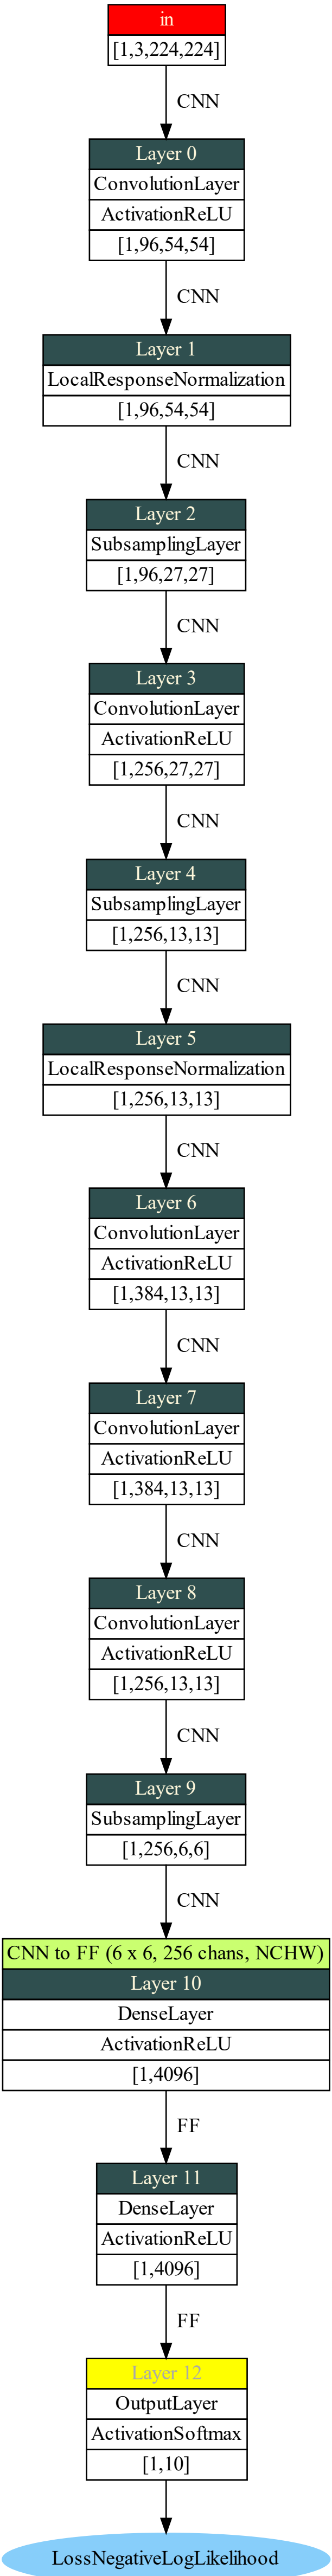 in
[1,3,224,224]
CNN
Layer 0
ConvolutionLayer
ActivationReLU
[1,96,54,54]
CNN
Layer 1
LocalResponseNormalization
[1,96,54,54]
CNN
Layer 2
SubsamplingLayer
[1,96,27,27]
CNN
Layer 3
ConvolutionLayer
ActivationReLU
[1,256,27,27]
CNN
Layer 4
SubsamplingLayer
[1,256,13,13]
CNN
Layer 5
LocalResponseNormalization
[1,256,13,13]
CNN
Layer 6
ConvolutionLayer
ActivationReLU
[1,384,13,13]
CNN
Layer 7
ConvolutionLayer
ActivationReLU
[1,384,13,13]
CNN
Layer 8
ConvolutionLayer
ActivationReLU
[1,256,13,13]
CNN
Layer 9
SubsamplingLayer
[1,256,6,6]
CNN
CNN to FF (6 x 6, 256 chans, NCHW)
Layer 10
DenseLayer
ActivationReLU
[1,4096]
FF
Layer 11
DenseLayer
ActivationReLU
[1,4096]
FF
Layer 12
OutputLayer
ActivationSoftmax
[1,10]
LossNegativeLogLikelihood